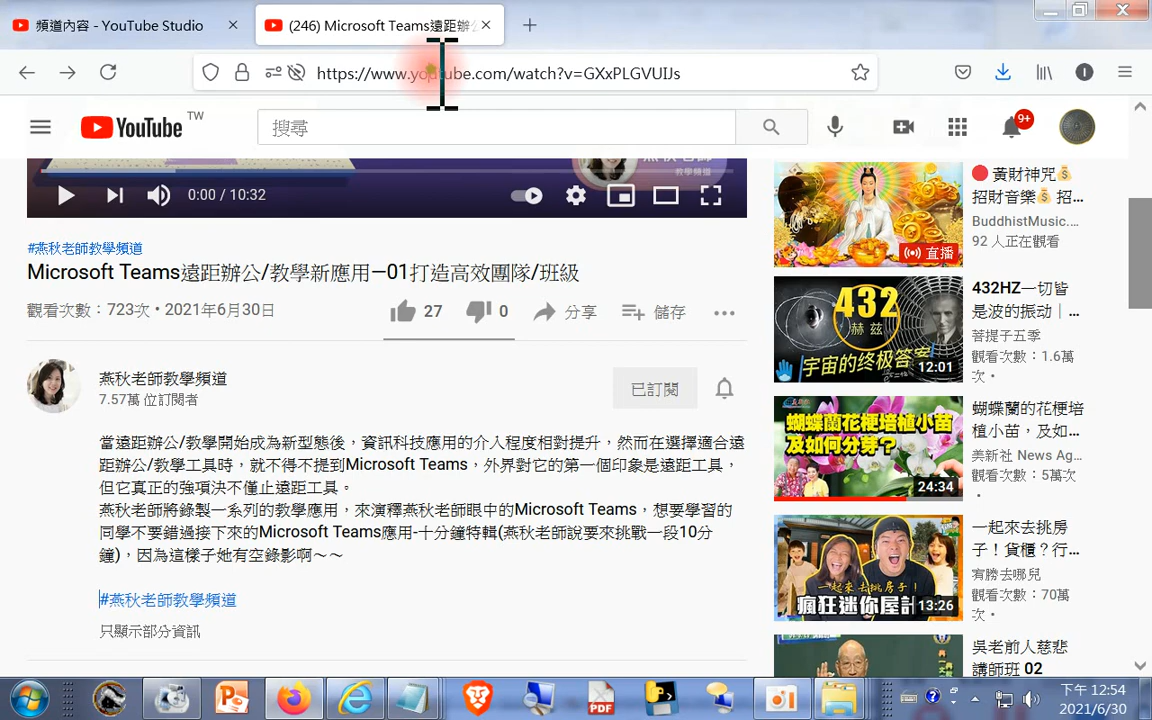 頻道內容 - YouTube Studio
(246) Microsoft Teams遠距辦
https://www.youtube.com/watch?v=GXxPLGVUIJs
YouTube TW
搜尋
9+
0:00 / 10:32
教學頻道
#燕秋老師教學頻道
Microsoft Teams遠距辦公/教學新應用—01打造高效團隊/班級
觀看次數：723次・2021年6月30日
27
0
分享
儲存
燕秋老師教學頻道
7.57萬 位訂閱者
已訂閱
當遠距辦公/教學開始成為新型態後，資訊科技應用的介入程度相對提升，然而在選擇適合遠
距辦公/教學工具時，就不得不提到Microsoft Teams，外界對它的第一個印象是遠距工具，
但它真正的強項決不僅止遠距工具。
燕秋老師將錄製一系列的教學應用，來演釋燕秋老師眼中的Microsoft Teams，想要學習的
同學不要錯過接下來的Microsoft Teams應用-十分鐘特輯(燕秋老師說要來挑戰一段10分
鐘)，因為這樣子她有空錄影啊～～
#燕秋老師教學頻道
只顯示部分資訊
直播
黃財神咒
招財音樂 招...
BuddhistMusic....
92 人正在觀看
432
赫兹
宇宙的终极答案
12:01
432HZ一切皆
是波的振动｜...
菩提子五季
觀看次數：1.6萬
次・
蝴蝶蘭花梗培植小苗
及如何分芽？
24:34
蝴蝶蘭的花梗培
植小苗，及如...
美新社 News Ag...
觀看次數：5萬次
・
一起來去挑房子！
瘋狂迷你屋計
13:26
一起來去挑房
子！貨櫃？行...
宥勝去哪兒
觀看次數：70萬
次・
吳老前人慈悲
講師班 02
PDF
下午 12:54
2021/6/30